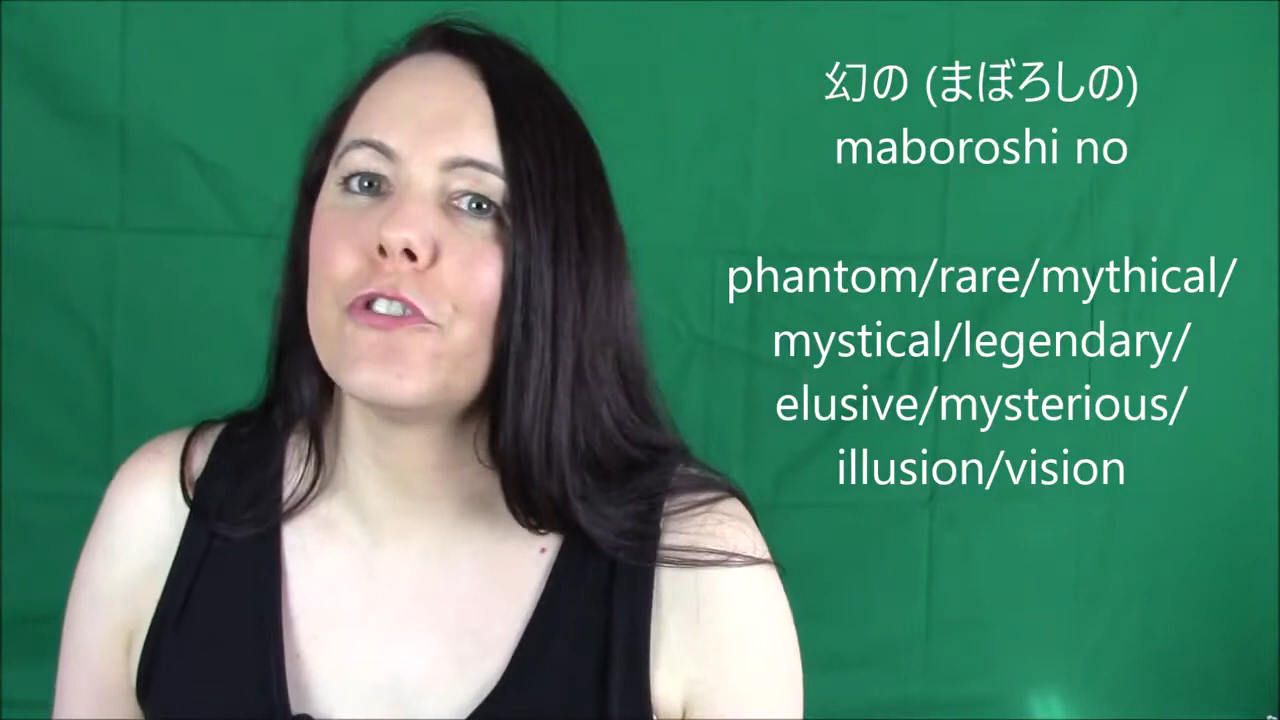 幻の (まぼろしの)
maboroshi no
phantom/rare/mythical/
mystical/legendary/
elusive/mysterious/
illusion/vision